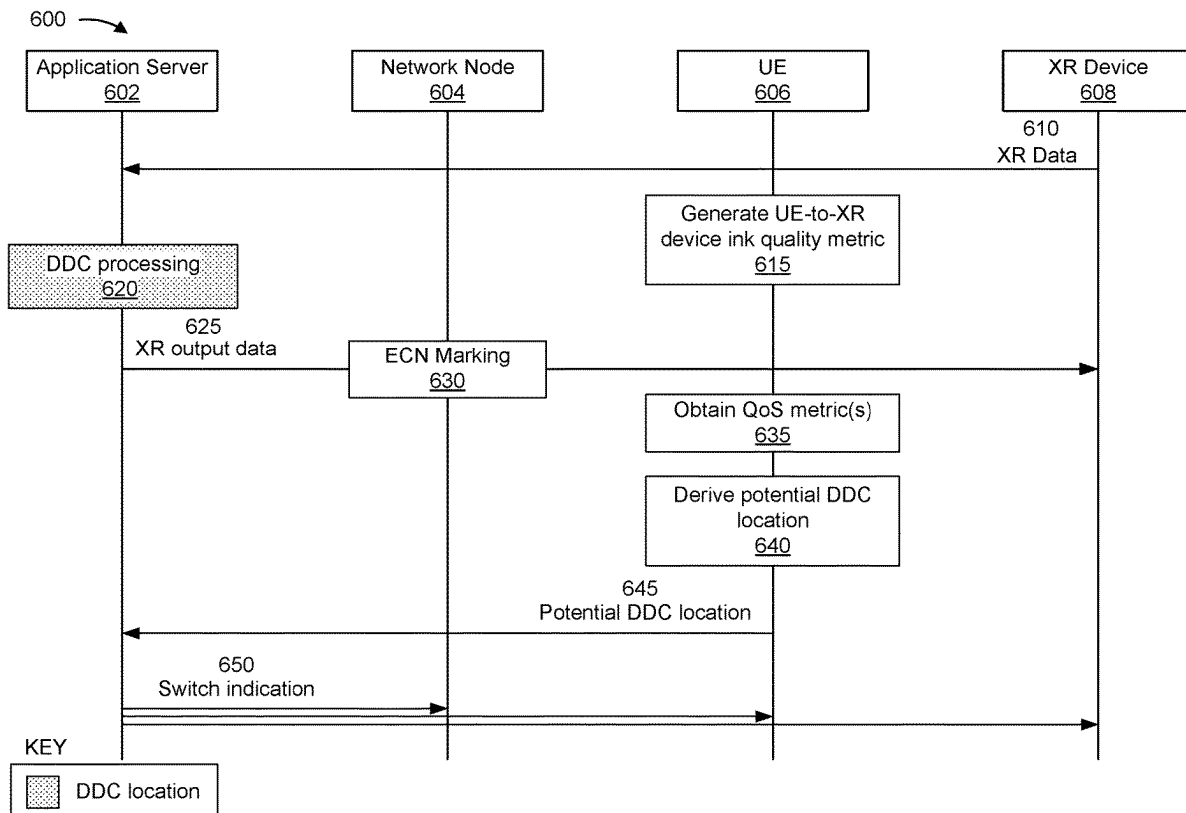 600
Application Server
602
Network Node
604
UE
606
XR Device
608
610
XR Data
Generate UE-to-XR
device ink quality metric
615
DDC processing
620
625
XR output data
ECN Marking
630
Obtain QoS metric(s)
635
Derive potential DDC
location
640
645
Potential DDC location
650
Switch indication
KEY
DDC location